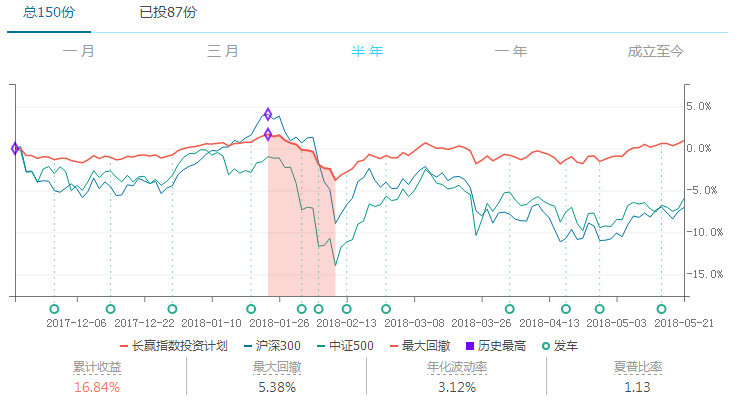 总150份 已投87份
一月 三月 半年 一年 成立至今
5.0%
0.0%
-5.0%
-10.0%
-15.0%
2017-12-06 2017-12-22 2018-01-10 2018-01-26 2018-02-13 2018-03-08 2018-03-26 2018-04-13 2018-05-03 2018-05-21
长赢指数投资计划 沪深300 中证500 最大回撤 历史最高 发车
累计收益 最大回撤 年化波动率 夏普比率
16.84% 5.38% 3.12% 1.13